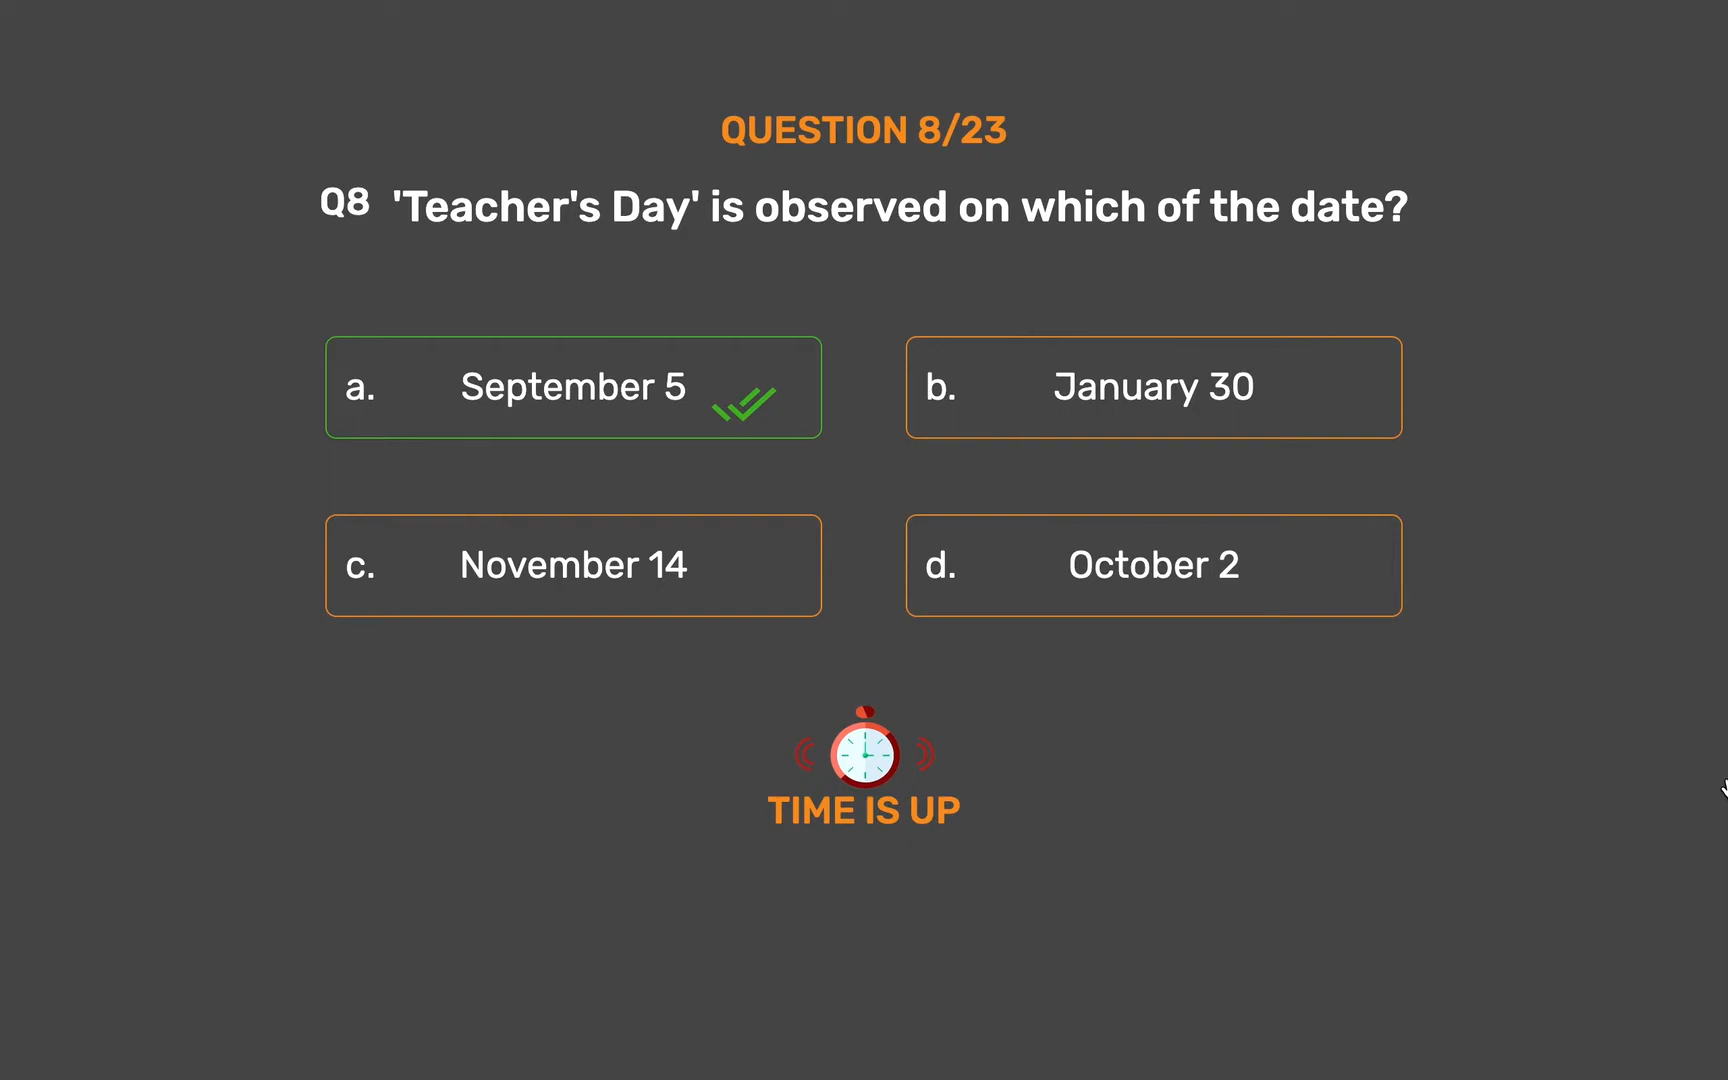 QUESTION 8/23
Q8 'Teacher's Day' is observed on which of the date?
a. September 5
b. January 30
c. November 14
d. October 2
TIME IS UP